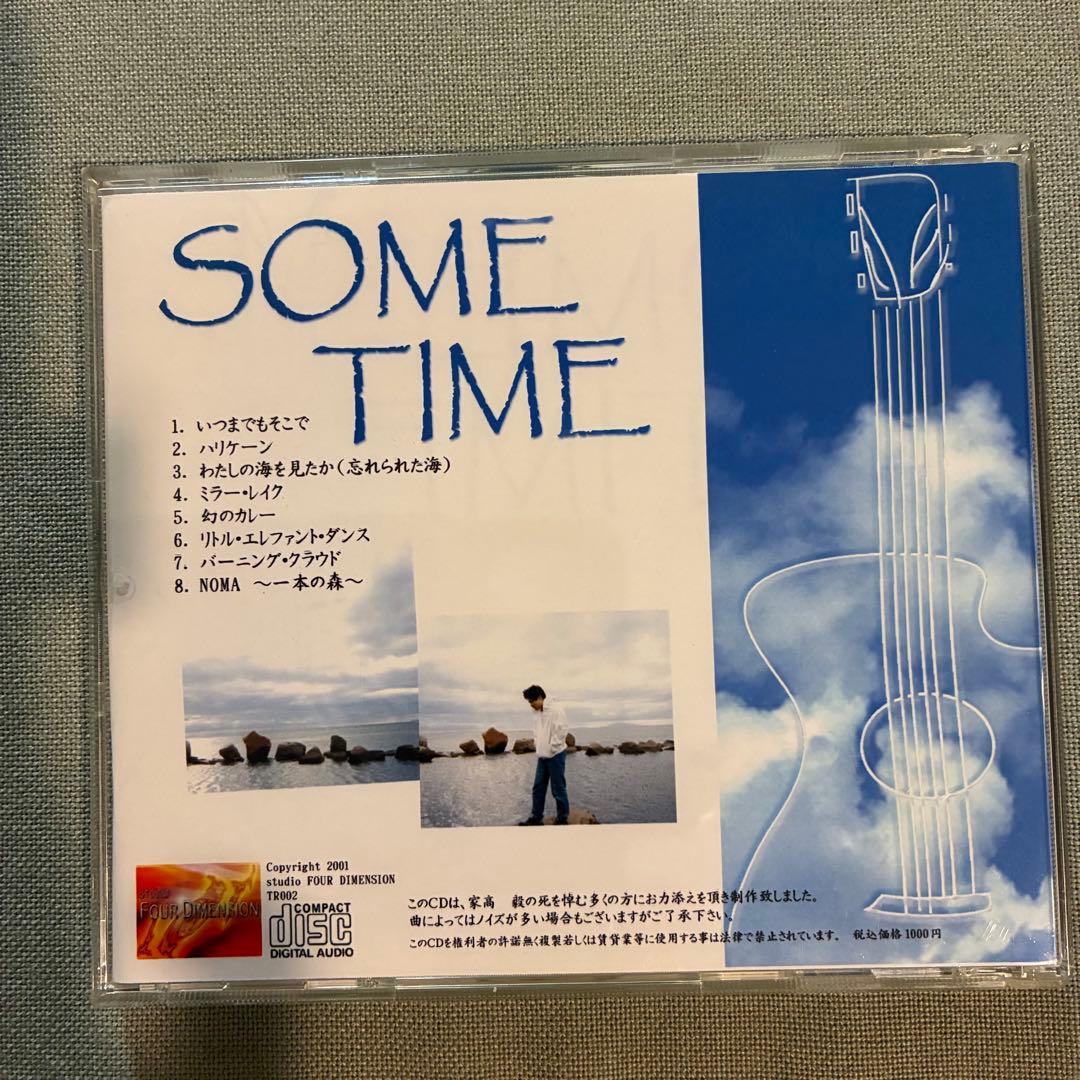 SOME
TIME
1. いつまでもそこで
2. ハリケーン
3. わたしの海を見たか(忘れられた海)
4. ミラー・レイク
5. 幻のカレー
6. リトル・エレファント・ダンス
7. バーニング・クラウド
8. NOMA ～一本の森～
STUDIO
FOUR DIMENSION
Copyright 2001
studio FOUR DIMENSION
TR002
COMPACT
disc
DIGITAL AUDIO
このCDは、家高 毅の死を悼む多くの方にお力添えを頂き制作致しました。
曲によってはノイズが多い場合もございますがご了承下さい。
このCDを権利者の許諾無く複製若しくは賃貸業等に使用する事は法律で禁止されています。 税込価格1000円